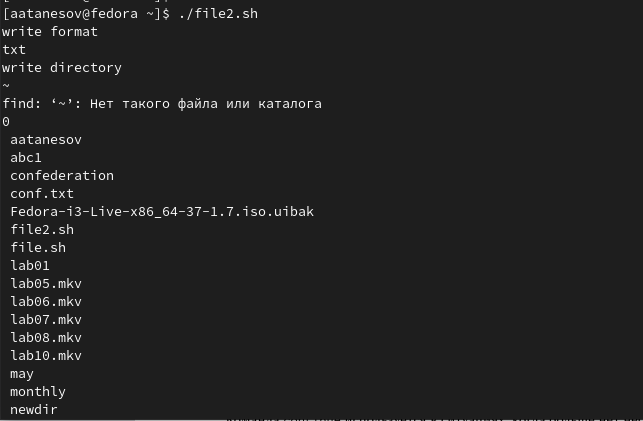 [aatanesov@fedora ~]$ ./file2.sh
write format
txt
write directory
~
find: ‘~’: Нет такого файла или каталога
0
aatanesov
abc1
confederation
conf.txt
Fedora-i3-Live-x86_64-37-1.7.iso.uibak
file2.sh
file.sh
lab01
lab05.mkv
lab06.mkv
lab07.mkv
lab08.mkv
lab10.mkv
may
monthly
newdir